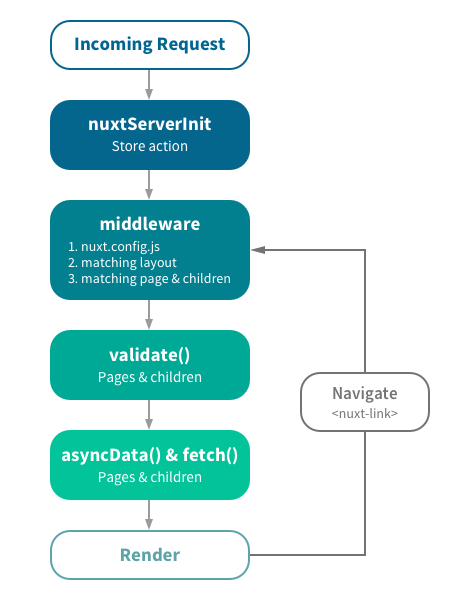 Incoming Request
nuxtServerInit
Store action
middleware
1. nuxt.config.js
2. matching layout
3. matching page & children
validate()
Pages & children
Navigate
<nuxt-link>
asyncData() & fetch()
Pages & children
Render